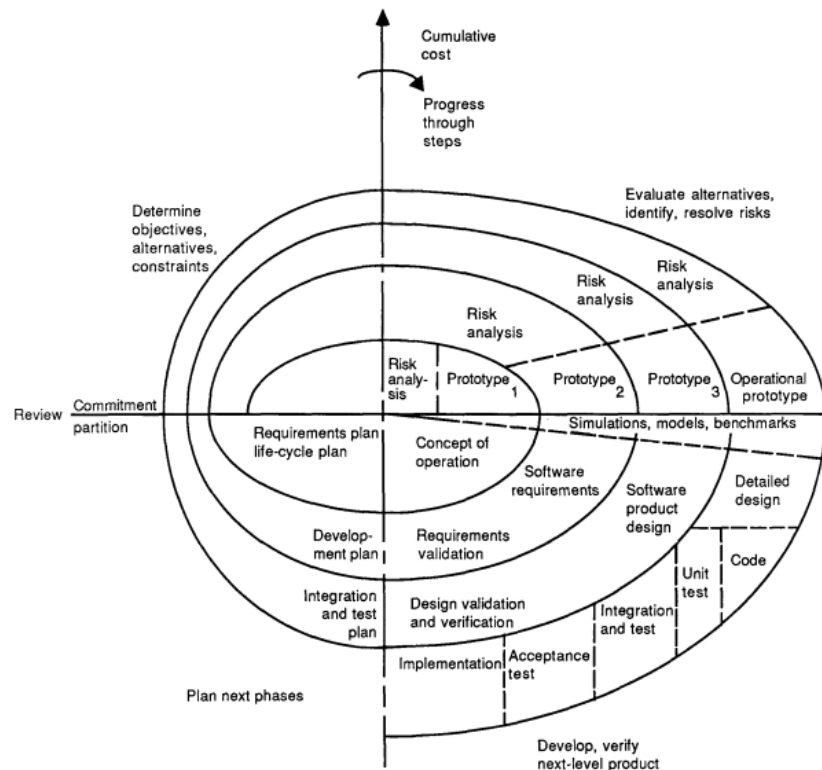 Cumulative
cost
Progress
through
steps
Determine
objectives,
alternatives,
constraints
Evaluate alternatives,
identify, resolve risks
Risk
analysis
Risk
analysis
Risk
analysis
Risk
analy-
sis
Prototype 1
Prototype 2
Prototype 3
Operational
prototype
Review
Commitment
partition
Simulations, models, benchmarks
Requirements plan
life-cycle plan
Concept of
operation
Software
requirements
Software
product
design
Detailed
design
Develop-
ment plan
Requirements
validation
Code
Unit
test
Integration
and test
plan
Design validation
and verification
Integration
and test
Acceptance
test
Implementation
Plan next phases
Develop, verify
next-level product